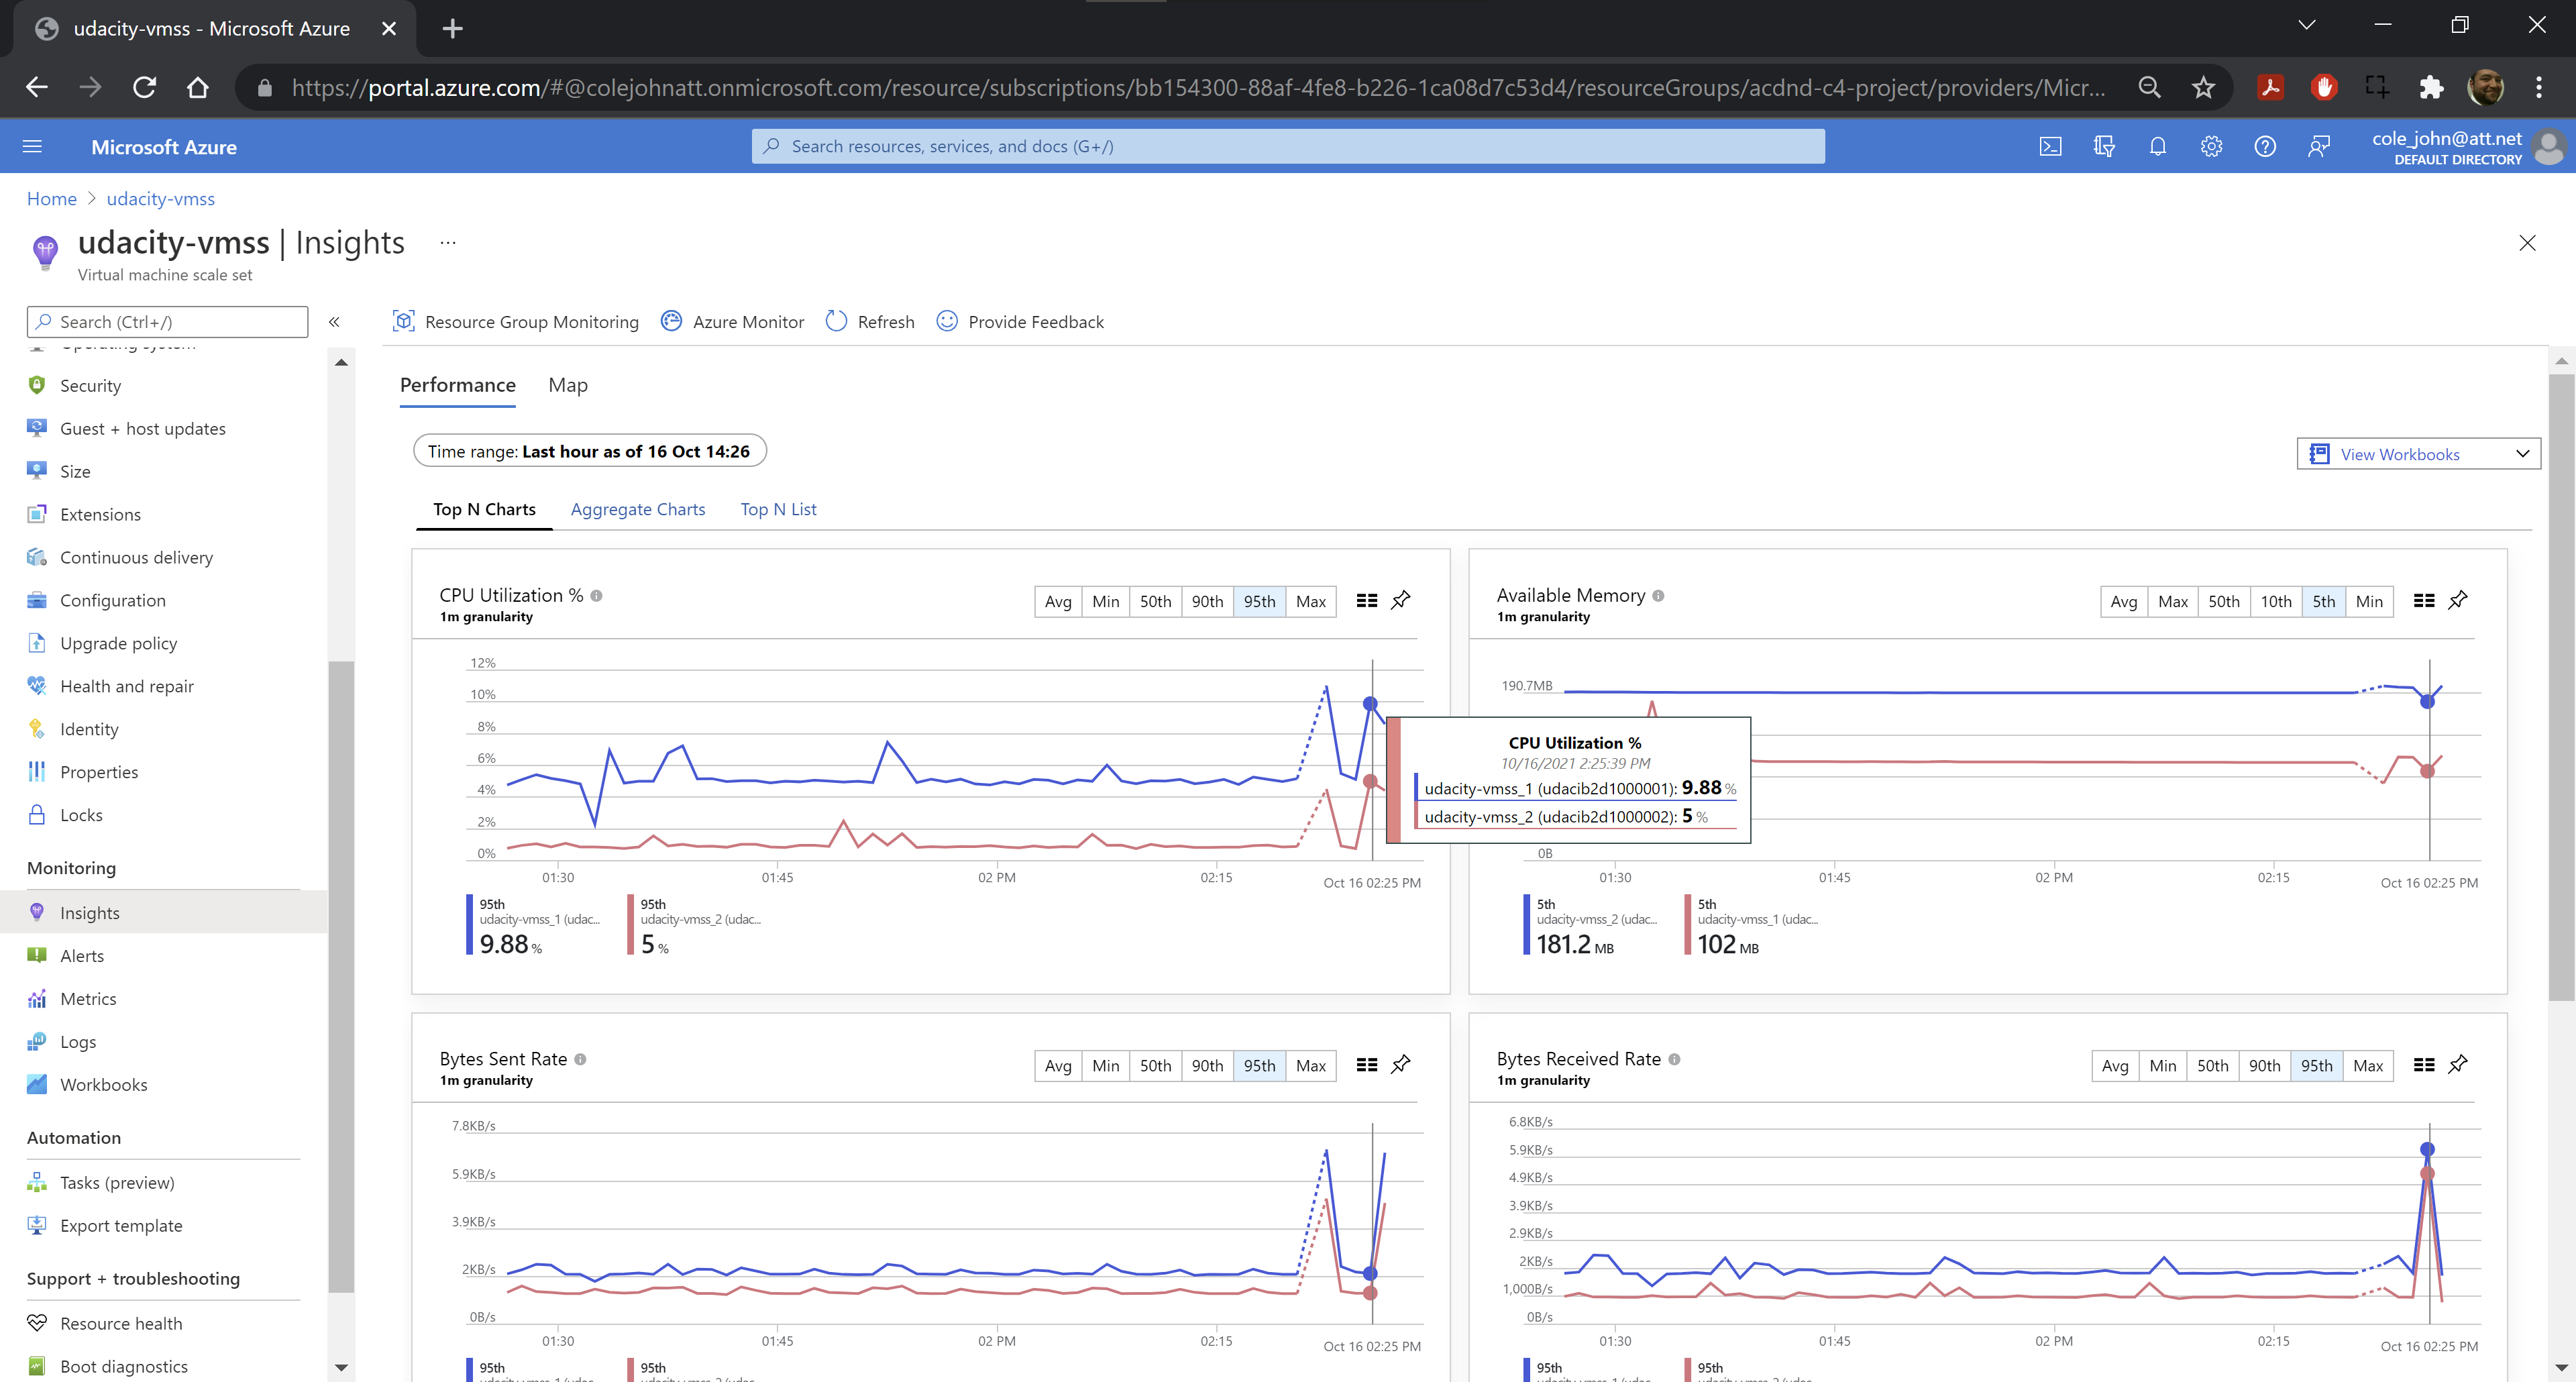 udacity-vmss - Microsoft Azure
https://portal.azure.com/#@colejohnatt.onmicrosoft.com/resource/subscriptions/bb154300-88af-4fe8-b226-1ca08d7c53d4/resourceGroups/acdnd-c4-project/providers/Micr...
Microsoft Azure
Search resources, services, and docs (G+/)
cole_john@att.net
DEFAULT DIRECTORY
Home > udacity-vmss
udacity-vmss | Insights ...
Virtual machine scale set
Search (Ctrl+/)
«
Operating system
Security
Guest + host updates
Size
Extensions
Continuous delivery
Configuration
Upgrade policy
Health and repair
Identity
Properties
Locks
Monitoring
Insights
Alerts
Metrics
Logs
Workbooks
Automation
Tasks (preview)
Export template
Support + troubleshooting
Resource health
Boot diagnostics
Resource Group Monitoring Azure Monitor Refresh Provide Feedback
Performance Map
Time range: Last hour as of 16 Oct 14:26
View Workbooks
Top N Charts Aggregate Charts Top N List
CPU Utilization %
1m granularity
Avg Min 50th 90th 95th Max
12%
10%
8%
6%
4%
2%
0%
01:30 01:45 02 PM 02:15 Oct 16 02:25 PM
95th
udacity-vmss_1 (udac...
9.88 %
95th
udacity-vmss_2 (udac...
5 %
CPU Utilization %
10/16/2021 2:25:39 PM
udacity-vmss_1 (udacib2d1000001): 9.88 %
udacity-vmss_2 (udacib2d1000002): 5 %
Available Memory
1m granularity
Avg Max 50th 10th 5th Min
190.7MB
0B
01:30 01:45 02 PM 02:15 Oct 16 02:25 PM
5th
udacity-vmss_2 (udac...
181.2 MB
5th
udacity-vmss_1 (udac...
102 MB
Bytes Sent Rate
1m granularity
Avg Min 50th 90th 95th Max
7.8KB/s
5.9KB/s
3.9KB/s
2KB/s
0B/s
01:30 01:45 02 PM 02:15 Oct 16 02:25 PM
95th
95th
Bytes Received Rate
1m granularity
Avg Min 50th 90th 95th Max
6.8KB/s
5.9KB/s
4.9KB/s
3.9KB/s
2.9KB/s
2KB/s
1,000B/s
0B/s
01:30 01:45 02 PM 02:15 Oct 16 02:25 PM
95th
95th